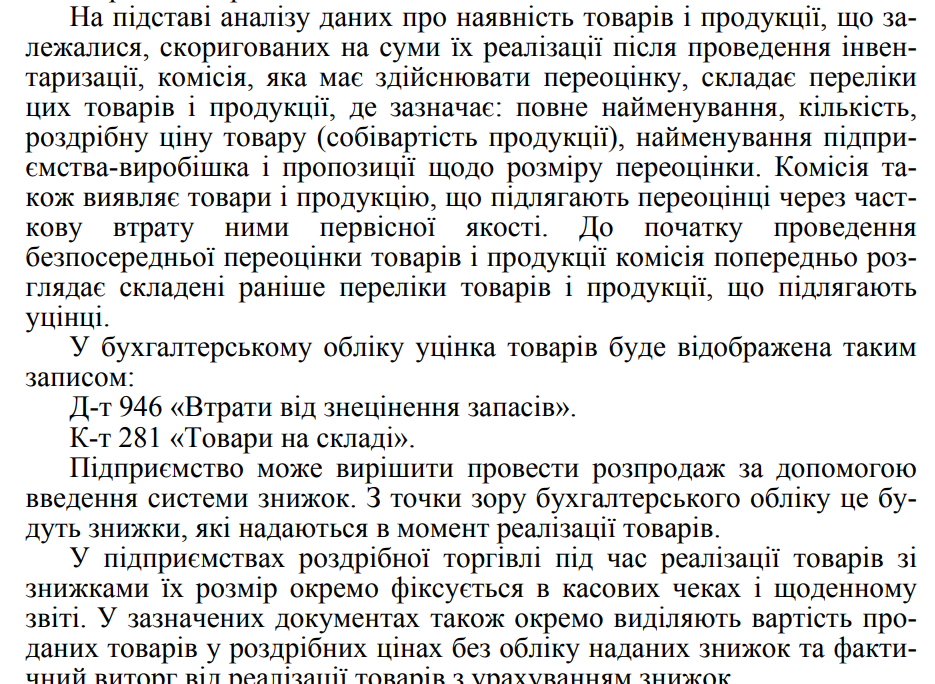 На підставі аналізу даних про наявність товарів і продукції, що за-
лежалися, скоригованих на суми їх реалізації після проведення інвен-
таризації, комісія, яка має здійснювати переоцінку, складає переліки
цих товарів і продукції, де зазначає: повне найменування, кількість,
роздрібну ціну товару (собівартість продукції), найменування підпри-
ємства-виробішка і пропозиції щодо розміру переоцінки. Комісія та-
кож виявляє товари і продукцію, що підлягають переоцінці через част-
кову втрату ними первісної якості. До початку проведення
безпосередньої переоцінки товарів і продукції комісія попередньо роз-
глядає складені раніше переліки товарів і продукції, що підлягають
уцінці.
У бухгалтерському обліку уцінка товарів буде відображена таким
записом:
Д-т 946 «Втрати від знецінення запасів».
К-т 281 «Товари на складі».
Підприємство може вирішити провести розпродаж за допомогою
введення системи знижок. З точки зору бухгалтерського обліку це бу-
дуть знижки, які надаються в момент реалізації товарів.
У підприємствах роздрібної торгівлі під час реалізації товарів зі
знижками їх розмір окремо фіксується в касових чеках і щоденному
звіті. У зазначених документах також окремо виділяють вартість про-
даних товарів у роздрібних цінах без обліку наданих знижок та факти-
чний виторг від реалізації товарів з урахуванням знижок.